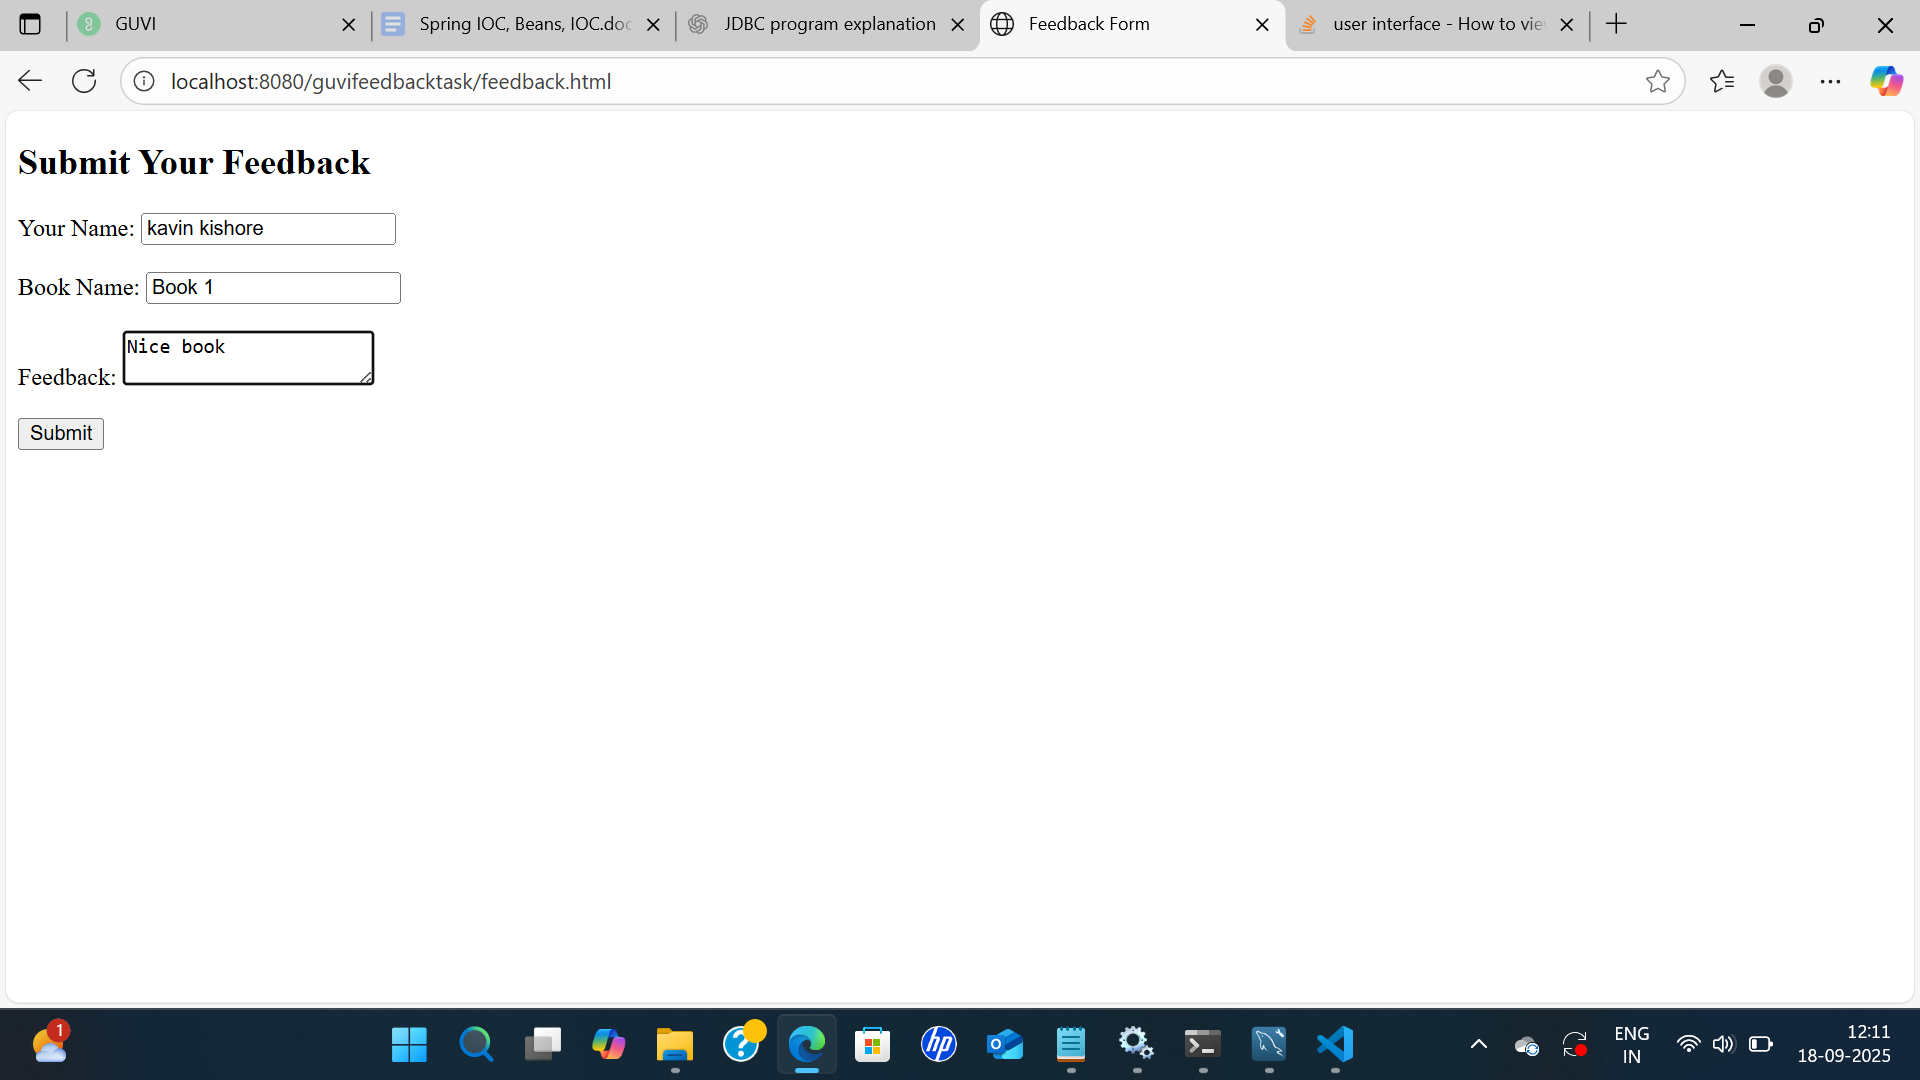 GUVI
Spring IOC, Beans, IOC.doc
JDBC program explanation
Feedback Form
user interface - How to vie
localhost:8080/guvifeedbacktask/feedback.html
Submit Your Feedback
Your Name: kavin kishore
Book Name: Book 1
Feedback: Nice book
Submit
1
?
hp
ENG
IN
12:11
18-09-2025